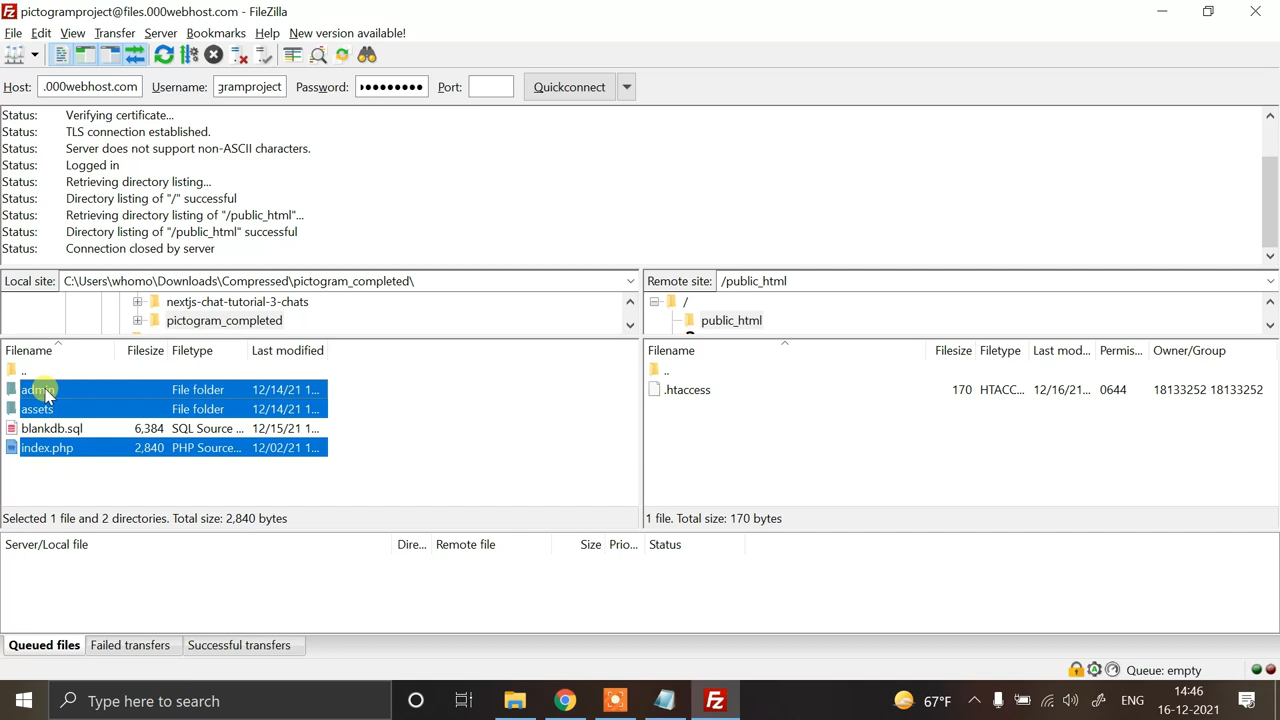 pictogramproject@files.000webhost.com - FileZilla
File Edit View Transfer Server Bookmarks Help New version available!
Host: .000webhost.com Username: gramproject Password: ●●●●●●●●● Port: Quickconnect
Status: Verifying certificate...
Status: TLS connection established.
Status: Server does not support non-ASCII characters.
Status: Logged in
Status: Retrieving directory listing...
Status: Directory listing of "/" successful
Status: Retrieving directory listing of "/public_html"...
Status: Directory listing of "/public_html" successful
Status: Connection closed by server
Local site: C:\Users\whomo\Downloads\Compressed\pictogram_completed\
nextjs-chat-tutorial-3-chats
pictogram_completed
Filename Filesize Filetype Last modified
..
admin File folder 12/14/21 1...
assets File folder 12/14/21 1...
blankdb.sql 6,384 SQL Source ... 12/15/21 1...
index.php 2,840 PHP Source... 12/02/21 1...
Selected 1 file and 2 directories. Total size: 2,840 bytes
Remote site: /public_html
/
public_html
Filename Filesize Filetype Last mod... Permis... Owner/Group
..
.htaccess 170 HTACC... 12/16/21... 0644 18133252 18133252
1 file. Total size: 170 bytes
Server/Local file Dire... Remote file Size Prio... Status
Queued files Failed transfers Successful transfers
Queue: empty
Type here to search
67°F
ENG
14:46
16-12-2021